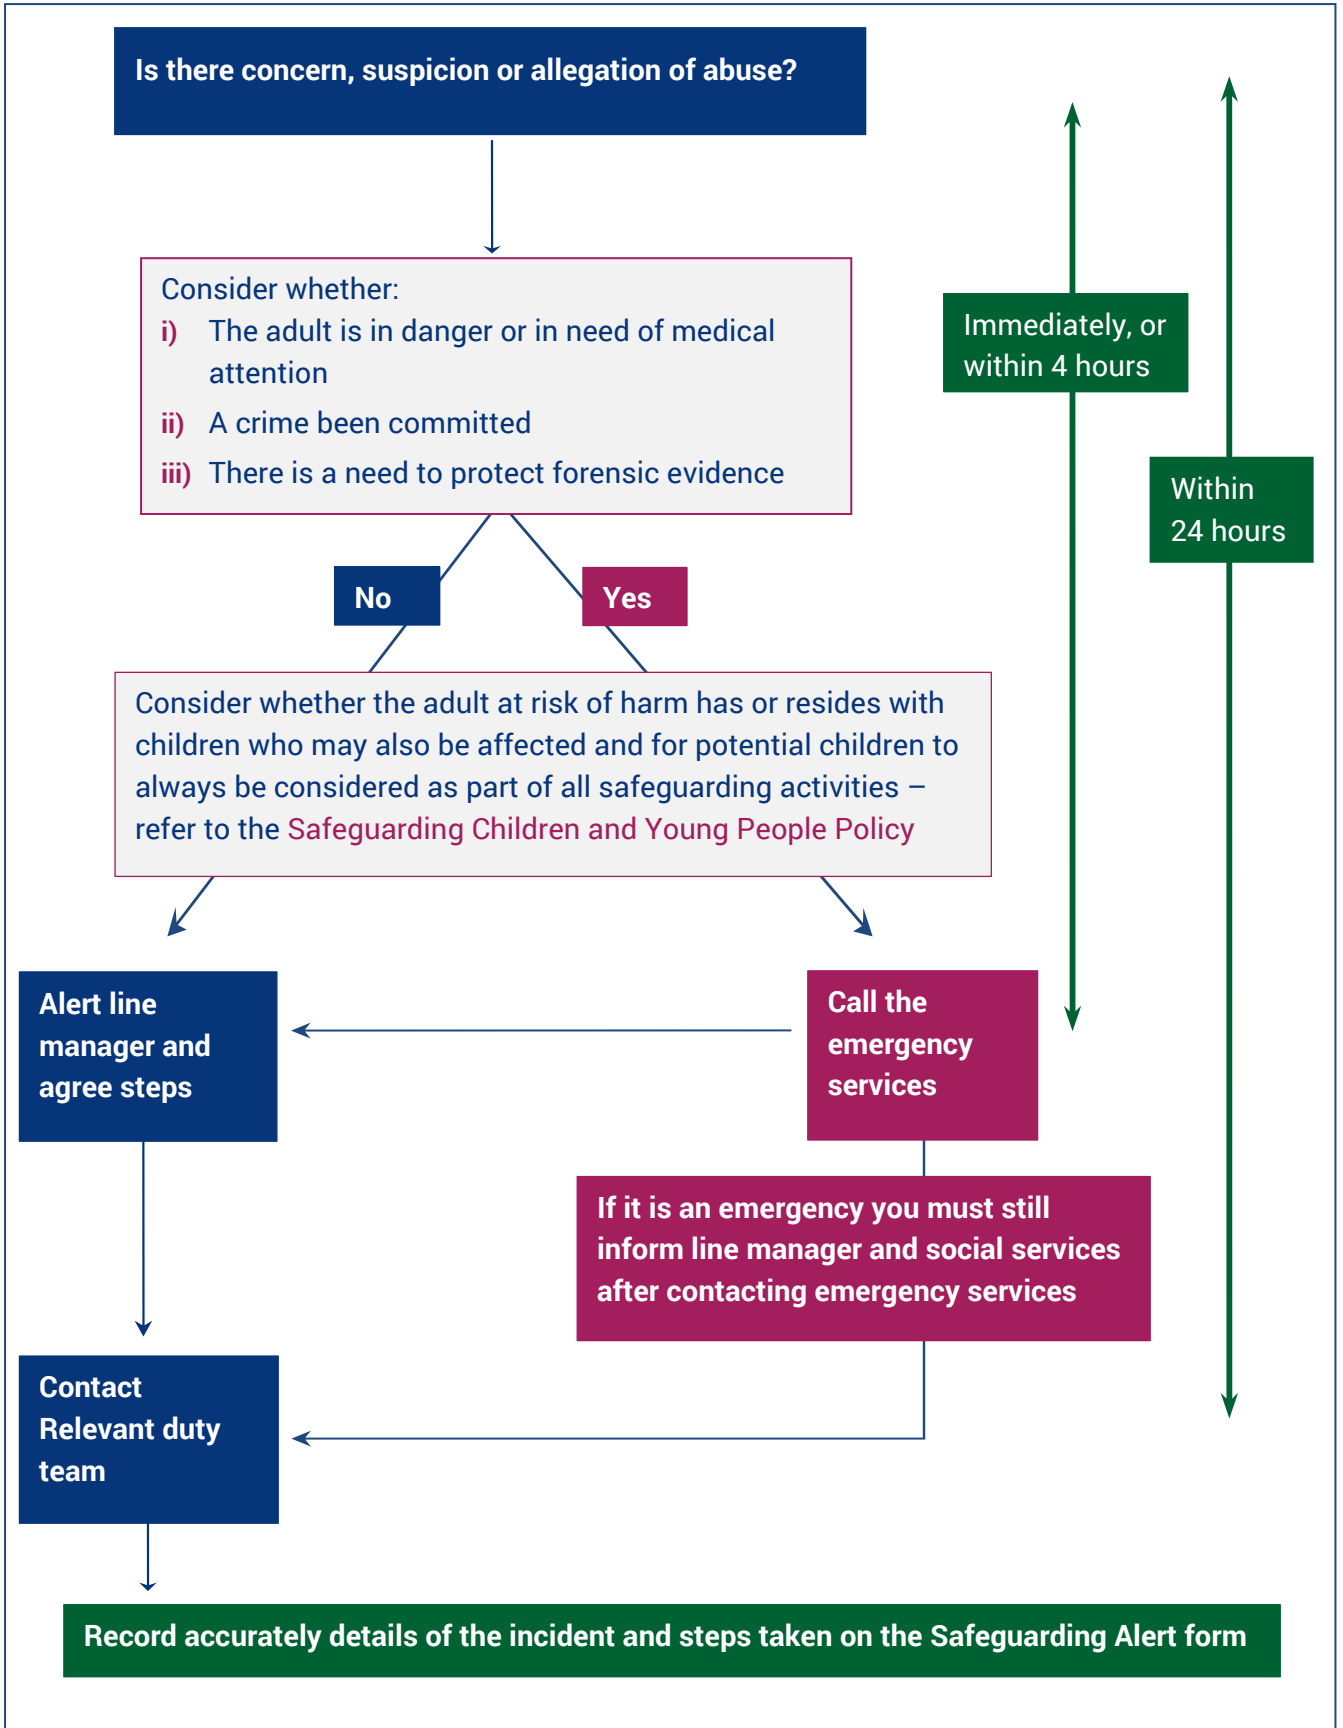 Is there concern, suspicion or allegation of abuse?
Consider whether:
i) The adult is in danger or in need of medical
attention
ii) A crime been committed
iii) There is a need to protect forensic evidence
Immediately, or
within 4 hours
Within
24 hours
No
Yes
Consider whether the adult at risk of harm has or resides with
children who may also be affected and for potential children to
always be considered as part of all safeguarding activities –
refer to the Safeguarding Children and Young People Policy
Alert line
manager and
agree steps
Call the
emergency
services
If it is an emergency you must still
inform line manager and social services
after contacting emergency services
Contact
Relevant duty
team
Record accurately details of the incident and steps taken on the Safeguarding Alert form